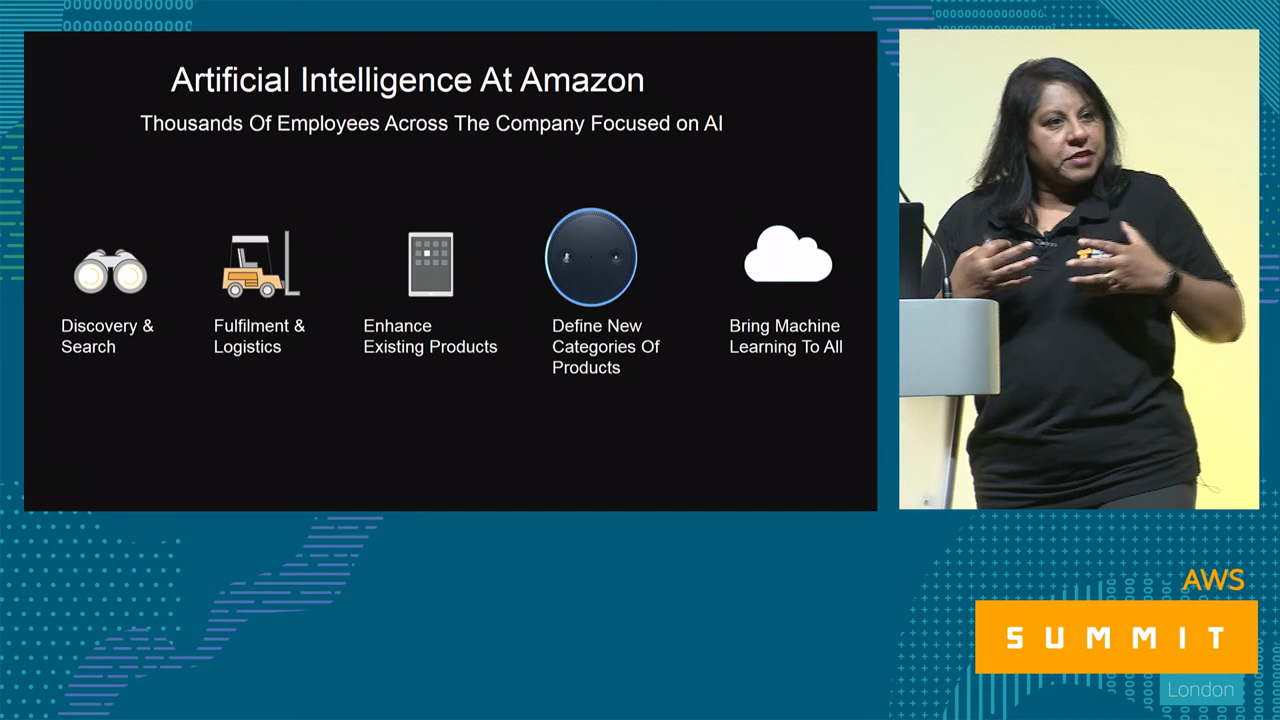 Artificial Intelligence At Amazon
Thousands Of Employees Across The Company Focused on AI
Discovery &
Search
Fulfilment &
Logistics
Enhance
Existing Products
Define New
Categories Of
Products
Bring Machine
Learning To All
AWS
SUMMIT
London